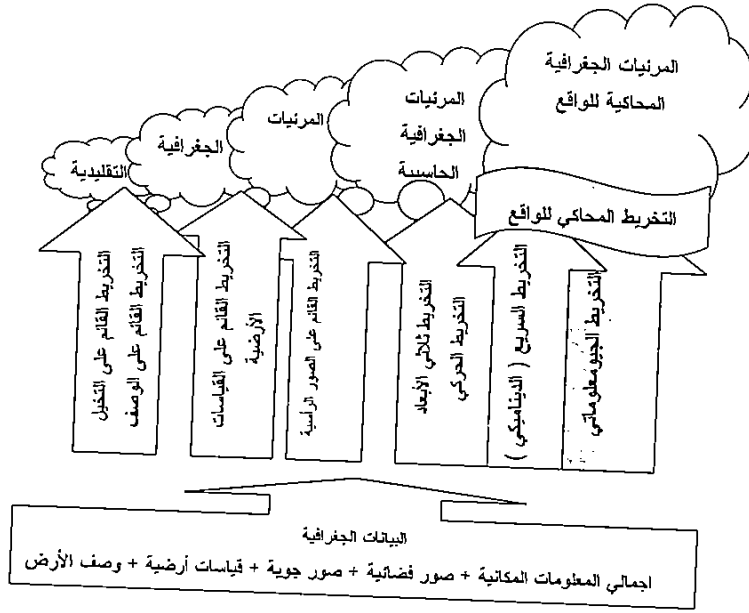 المرئيات الجغرافية
المحاكية للواقع
المرئيات
الجغرافية
الحاسبية
المرئيات
الجغرافية
التقليدية
التخريط المحاكي للواقع
التخريط الجيومعلوماتي
التخريط السريع ( الديناميكي )
التخريط ثلاثي الأبعاد
التخريط الحركي
التخريط القائم على الصور الرأسية
التخريط القائم على القياسات
الأرضية
التخريط القائم على التخيل
التخريط القائم على الوصف
البيانات الجغرافية
اجمالي المعلومات المكانية + صور فضائية + صور جوية + قياسات أرضية + وصف الأرض